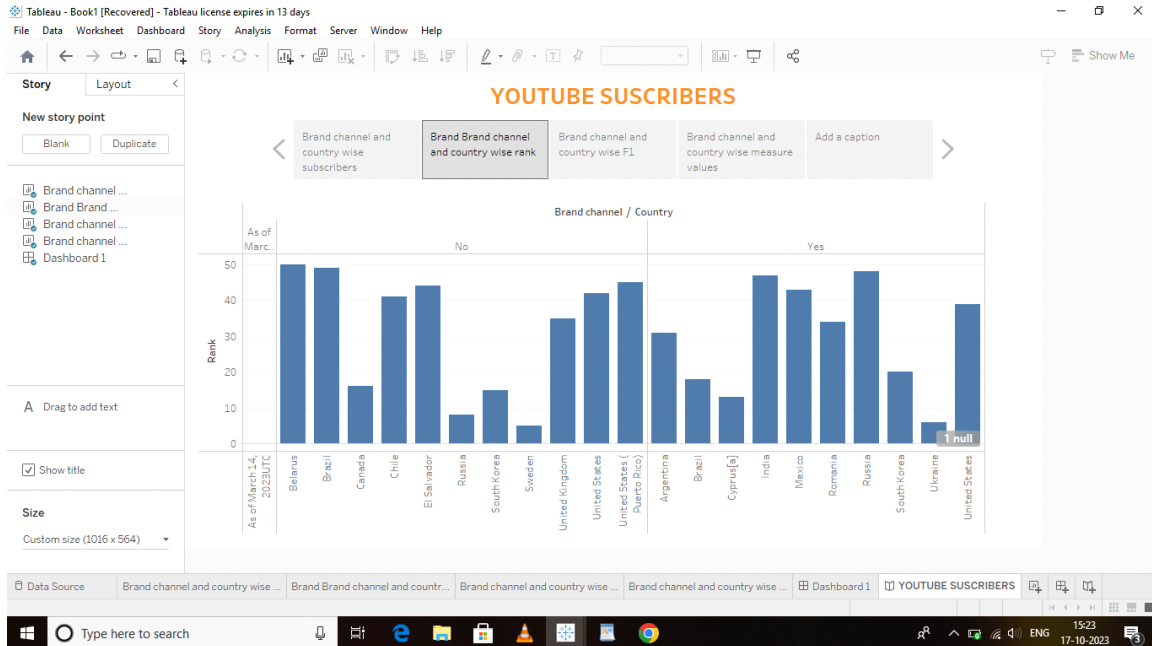 Tableau - Book1 [Recovered] - Tableau license expires in 13 days
File Data Worksheet Dashboard Story Analysis Format Server Window Help
Show Me
Story Layout
New story point
Blank Duplicate
Brand channel ...
Brand Brand ...
Brand channel ...
Brand channel ...
Dashboard 1
A Drag to add text
Show title
Size
Custom size (1016 x 564)
YOUTUBE SUSCRIBERS
Brand channel and
country wise
subscribers
Brand Brand channel
and country wise rank
Brand channel and
country wise F1
Brand channel and
country wise measure
values
Add a caption
Brand channel / Country
As of
Marc..
No
Yes
Rank
50
40
30
20
10
0
1 null
As of March 14,
2023UTC
Belarus
Brazil
Canada
Chile
El Salvador
Russia
South Korea
Sweden
United Kingdom
United States
United States (
Puerto Rico)
Argentina
Brazil
Cyprus[a]
India
Mexico
Romania
Russia
South Korea
Ukraine
United States
Data Source
Brand channel and country wise ...
Brand Brand channel and countr...
Brand channel and country wise ...
Brand channel and country wise ...
Dashboard 1
YOUTUBE SUSCRIBERS
Type here to search
ENG
15:23
17-10-2023
3